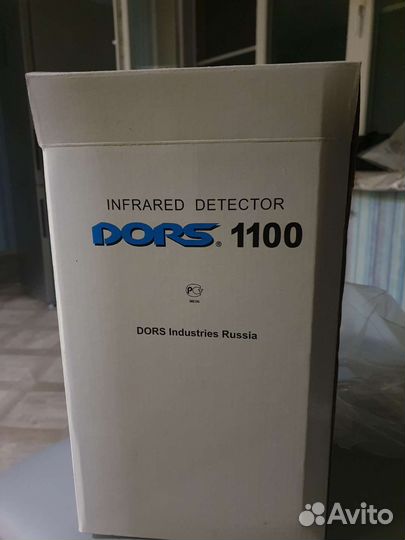 INFRARED DETECTOR
DORS® 1100
DORS Industries Russia
Avito